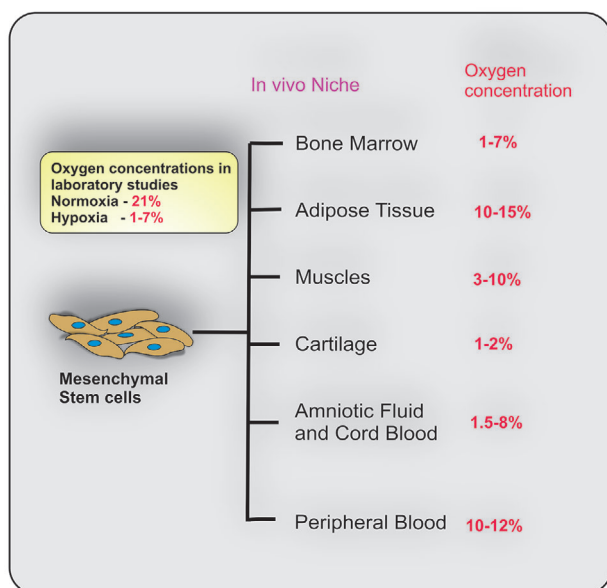 In vivo Niche
Oxygen
concentration
Oxygen concentrations in
laboratory studies
Normoxia - 21%
Hypoxia - 1-7%
Mesenchymal
Stem cells
Bone Marrow 1-7%
Adipose Tissue 10-15%
Muscles 3-10%
Cartilage 1-2%
Amniotic Fluid
and Cord Blood 1.5-8%
Peripheral Blood 10-12%